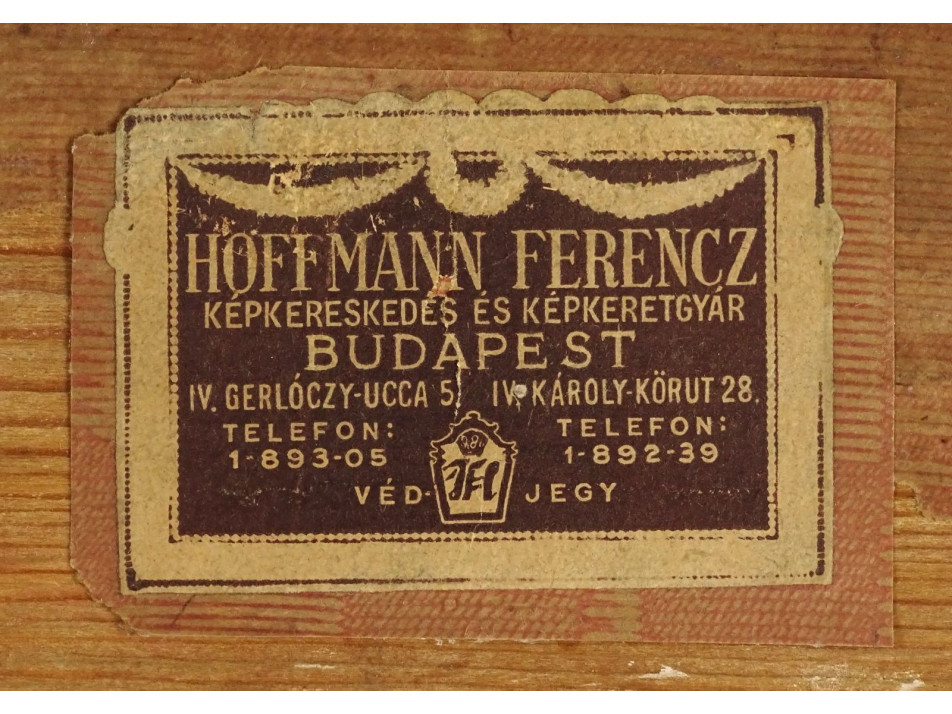 HOFFMANN FERENCZ
KÉPKERESKEDÉS ÉS KÉPKERETGYÁR
BUDAPEST
IV. GERLÓCZY-UCCA 5. IV. KÁROLY-KÖRUT 28.
TELEFON: TELEFON:
1-893-05 1-892-39
VÉD- JEGY